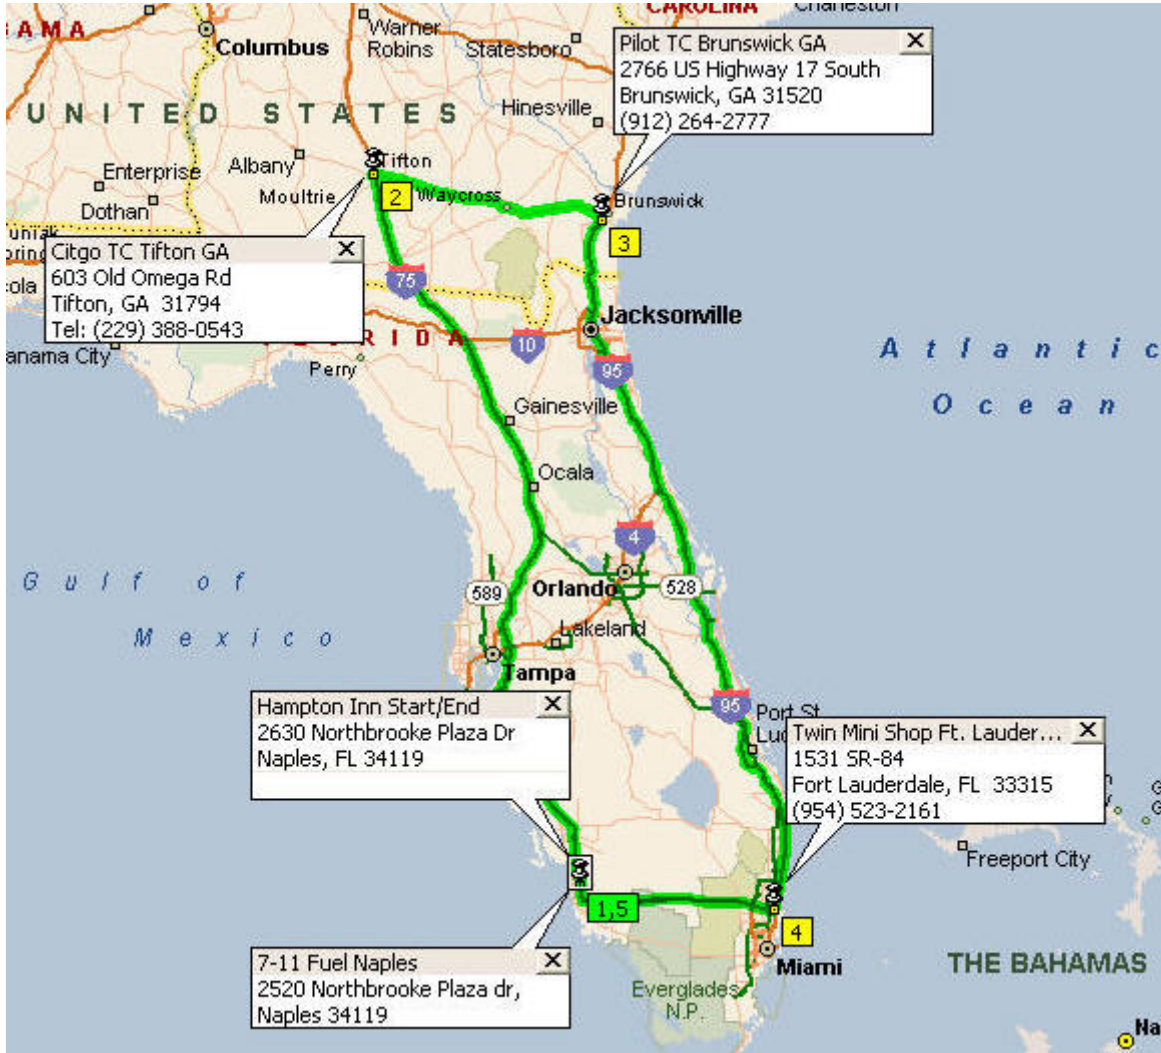 CAROLINA
Charleston
AMA
Columbus
Warner
Robins
Statesboro
Pilot TC Brunswick GA
2766 US Highway 17 South
Brunswick, GA 31520
(912) 264-2777
UNITED STATES
Hinesville
Enterprise
Albany
Tifton
Dothan
Moultrie
2
Waycross
Brunswick
3
Citgo TC Tifton GA
603 Old Omega Rd
Tifton, GA 31794
Tel: (229) 388-0543
75
Jacksonville
RIDA
10
anama City
Perry
95
Atlantic
Ocean
Gainesville
Ocala
4
Gulf of
Mexico
589
Orlando
528
Lakeland
Tampa
Hampton Inn Start/End
2630 Northbrooke Plaza Dr
Naples, FL 34119
95
Port St.
Luc
Twin Mini Shop Ft. Lauder...
1531 SR-84
Fort Lauderdale, FL 33315
(954) 523-2161
Freeport City
1,5
4
Miami
7-11 Fuel Naples
2520 Northbrooke Plaza dr,
Naples 34119
Everglades
N.P.
THE BAHAMAS
Na